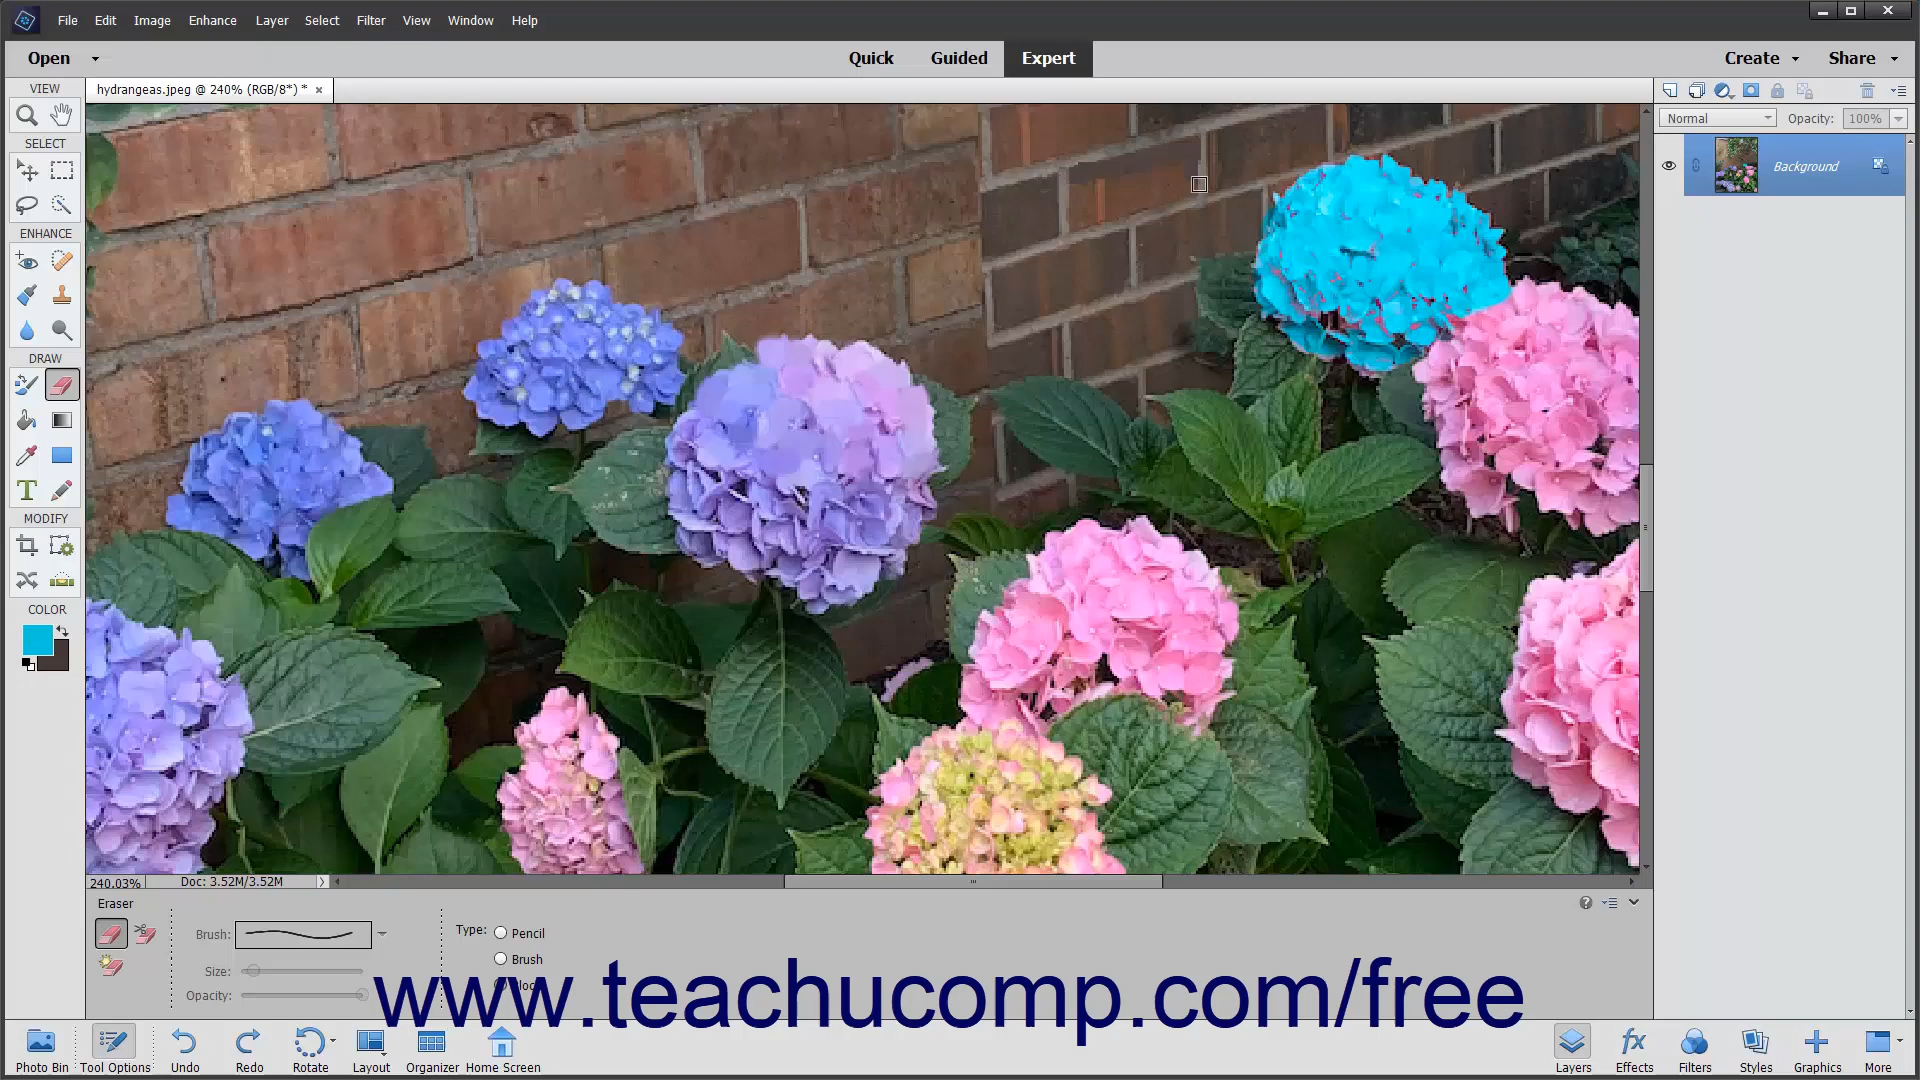 File Edit Image Enhance Layer Select Filter View Window Help
Open Quick Guided Expert Create Share
VIEW
hydrangeas.jpeg @ 240% (RGB/8*) * ×
Normal Opacity: 100%
SELECT
Background
ENHANCE
DRAW
T
MODIFY
COLOR
240.03% Doc: 3.52M/3.52M
Eraser
Brush: Type: Pencil
Brush
Size:
Opacity:
www.teachucomp.com/free
fx
Photo Bin Tool Options Undo Redo Rotate Layout Organizer Home Screen Layers Effects Filters Styles Graphics More